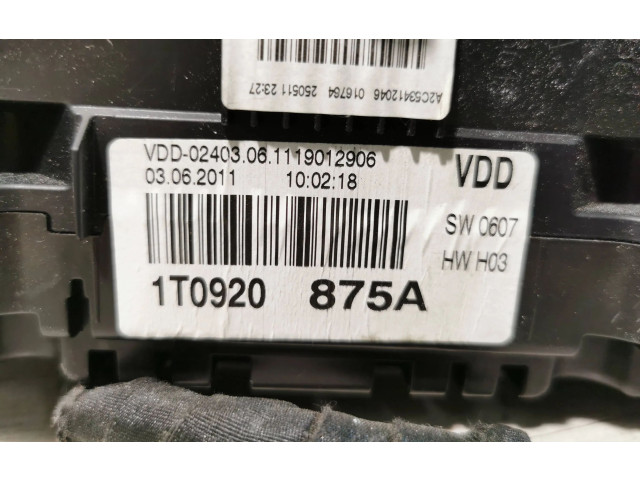 A2C53412046 016764 250511 23:27
VDD-02403.06.1119012906
03.06.2011 10:02:18
VDD
SW 0607
HW H03
1T0920 875A